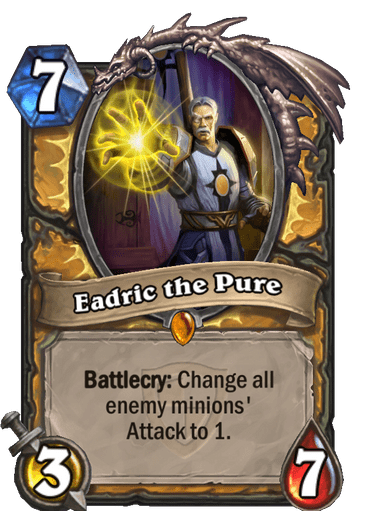 7
Eadric the Pure
Battlecry: Change all
enemy minions'
Attack to 1.
3
7